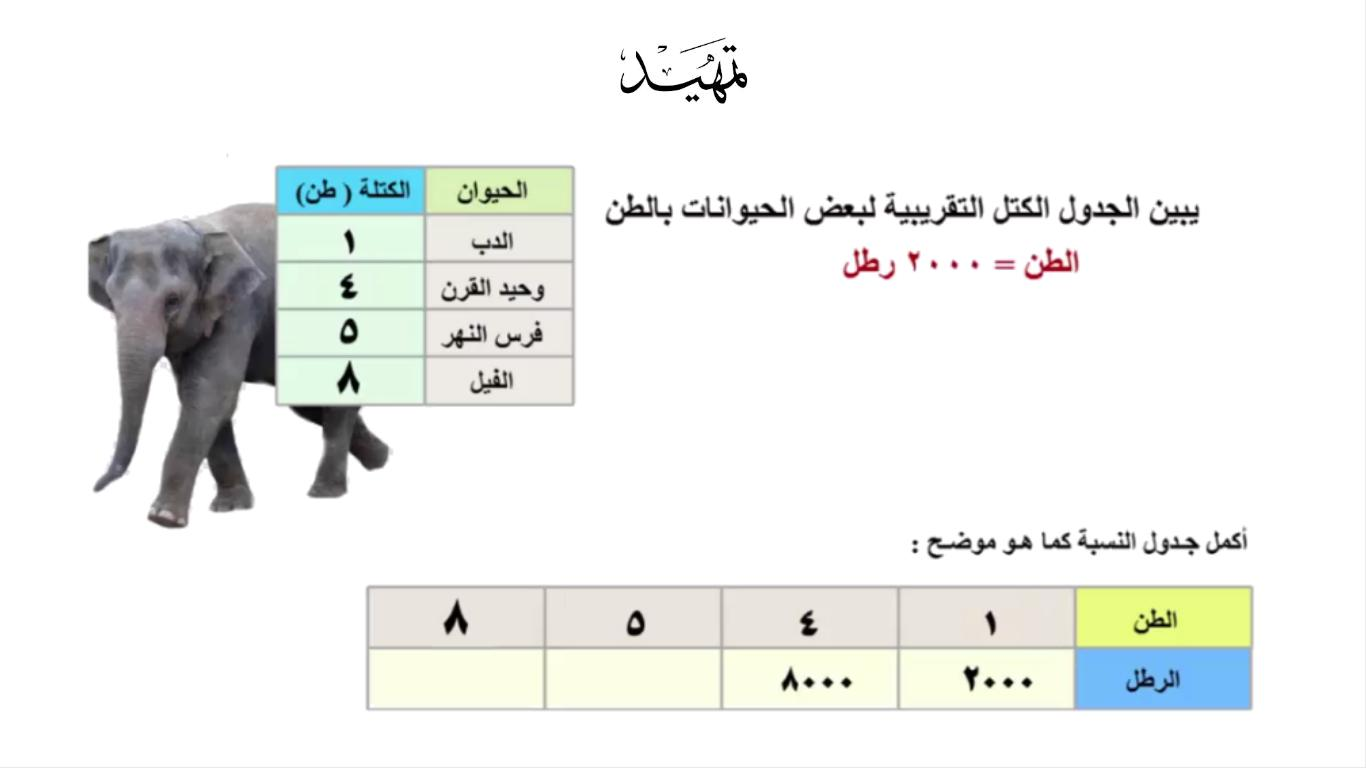 تمهيد
يبين الجدول الكتل التقريبية لبعض الحيوانات بالطن
الطن = ٢٠٠٠ رطل
الحيوان الكتلة ( طن)
الدب ١
وحيد القرن ٤
فرس النهر ٥
الفيل ٨
أكمل جدول النسبة كما هو موضح :
الطن ١ ٤ ٥ ٨
الرطل ٢٠٠٠ ٨٠٠٠